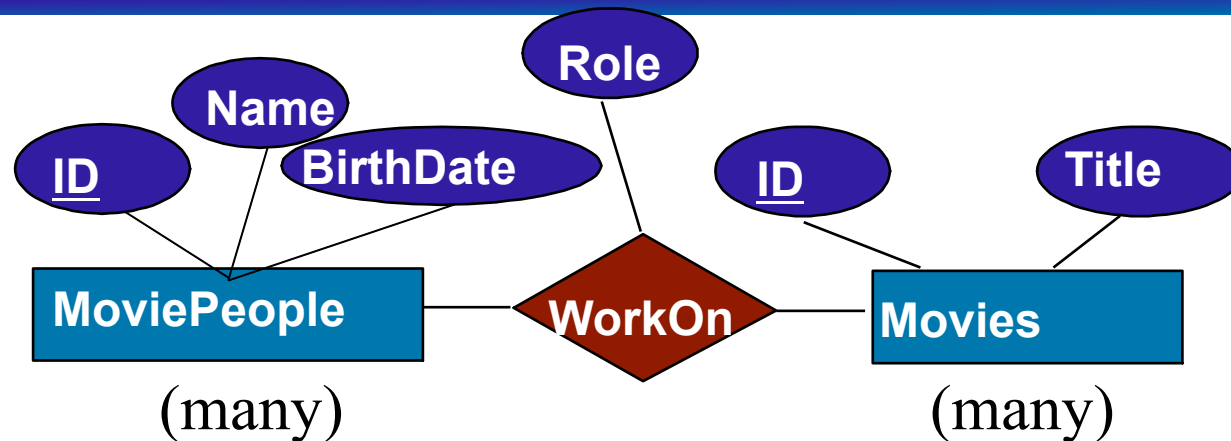 Role
Name
ID
BirthDate
ID
Title
MoviePeople
WorkOn
Movies
(many)
(many)